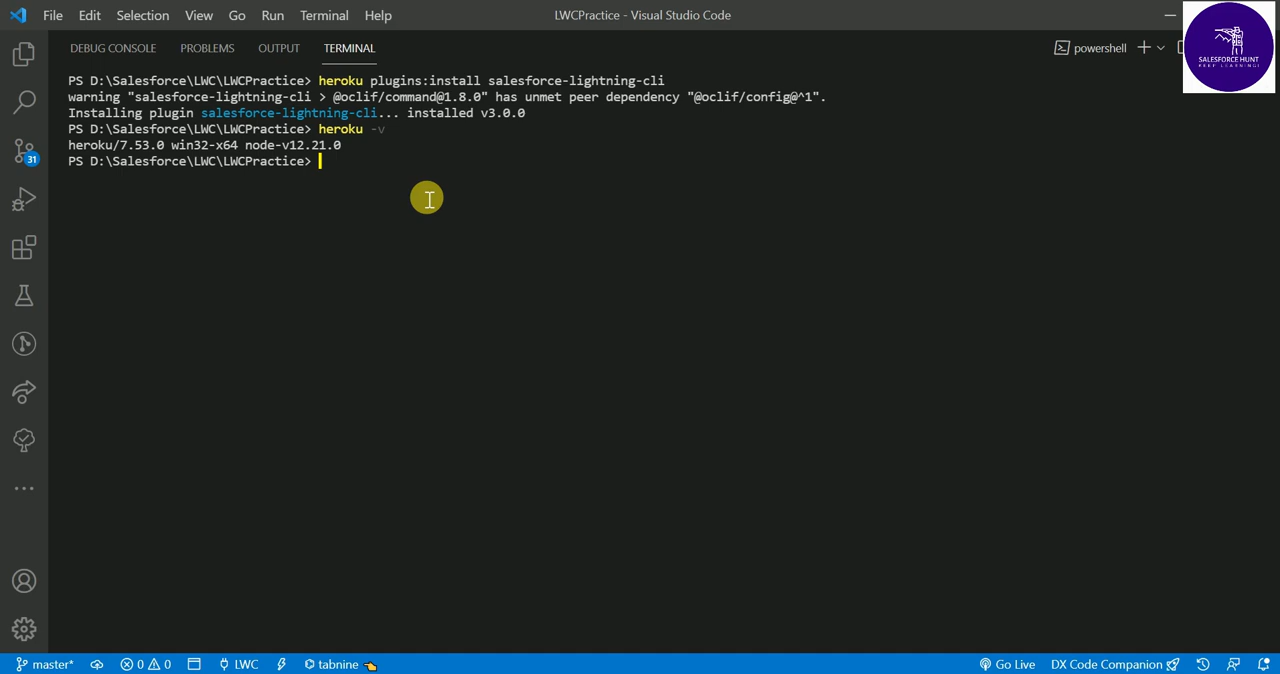 File Edit Selection View Go Run Terminal Help LWCPractice - Visual Studio Code
SALESFORCE HUNT
KEEP LEARNING!
DEBUG CONSOLE PROBLEMS OUTPUT TERMINAL powershell
PS D:\Salesforce\LWC\LWCPractice> heroku plugins:install salesforce-lightning-cli
warning "salesforce-lightning-cli > @oclif/command@1.8.0" has unmet peer dependency "@oclif/config@^1".
Installing plugin salesforce-lightning-cli... installed v3.0.0
PS D:\Salesforce\LWC\LWCPractice> heroku -v
heroku/7.53.0 win32-x64 node-v12.21.0
PS D:\Salesforce\LWC\LWCPractice>
31
master* 0 0 LWC tabnine Go Live DX Code Companion